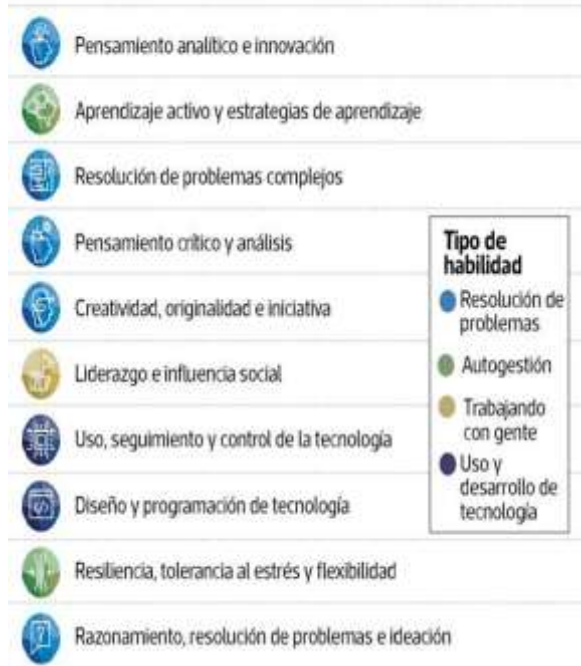 Pensamiento analítico e innovación
Aprendizaje activo y estrategias de aprendizaje
Resolución de problemas complejos
Pensamiento crítico y análisis
Creatividad, originalidad e iniciativa
Liderazgo e influencia social
Uso, seguimiento y control de la tecnología
Diseño y programación de tecnología
Resiliencia, tolerancia al estrés y flexibilidad
Razonamiento, resolución de problemas e ideación
Tipo de
habilidad
Resolución de
problemas
Autogestión
Trabajando
con gente
Uso y
desarrollo de
tecnología